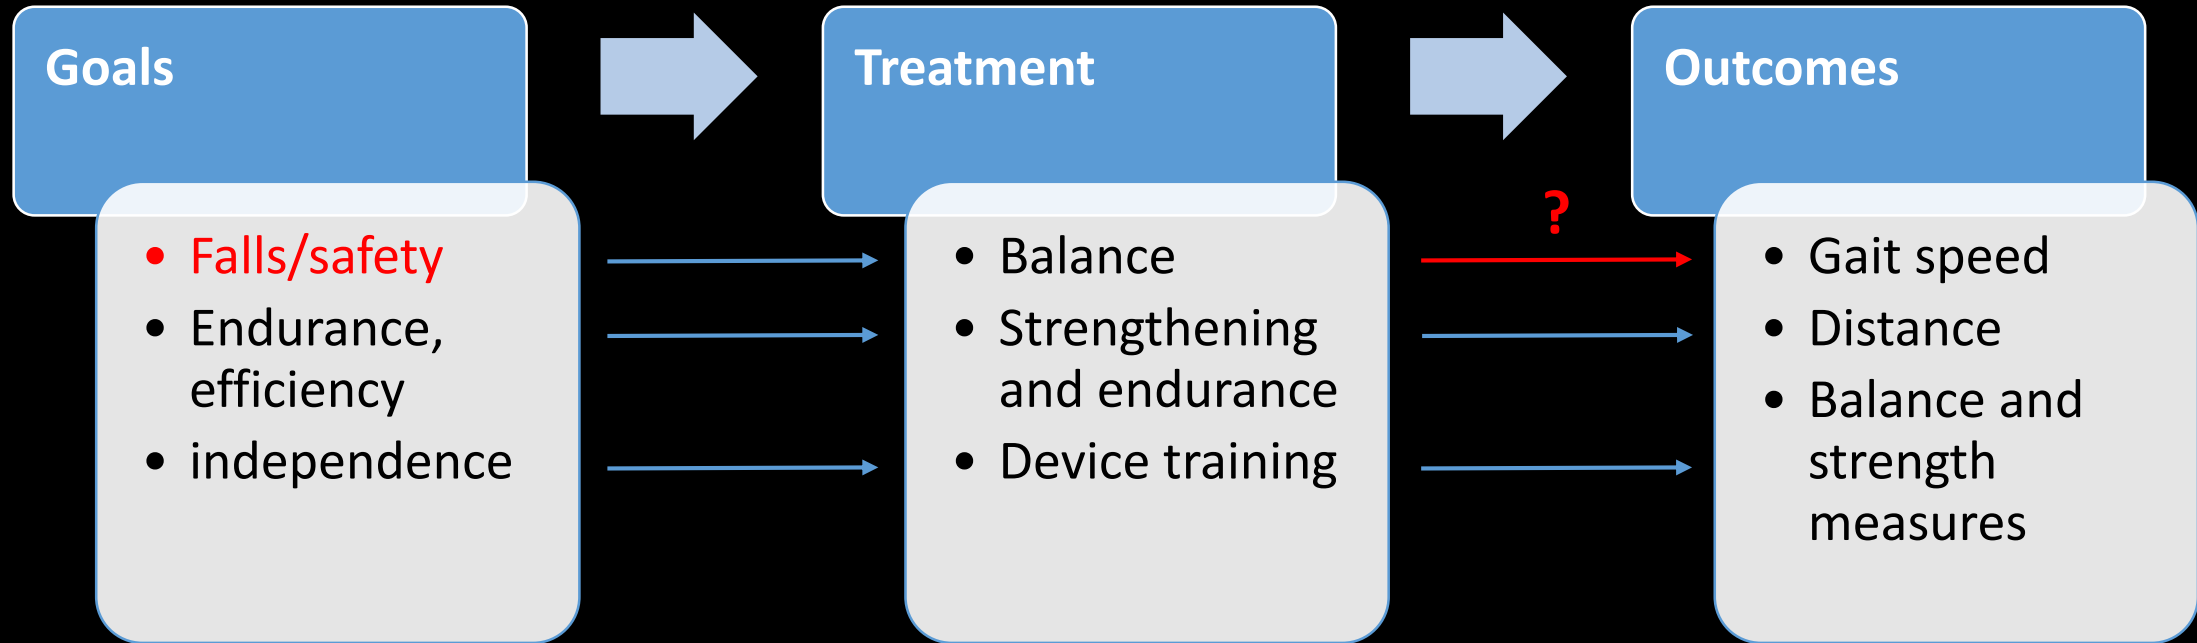 Goals
• Falls/safety
• Endurance,
efficiency
• independence
Treatment
• Balance
• Strengthening
and endurance
• Device training
?
Outcomes
• Gait speed
• Distance
• Balance and
strength
measures